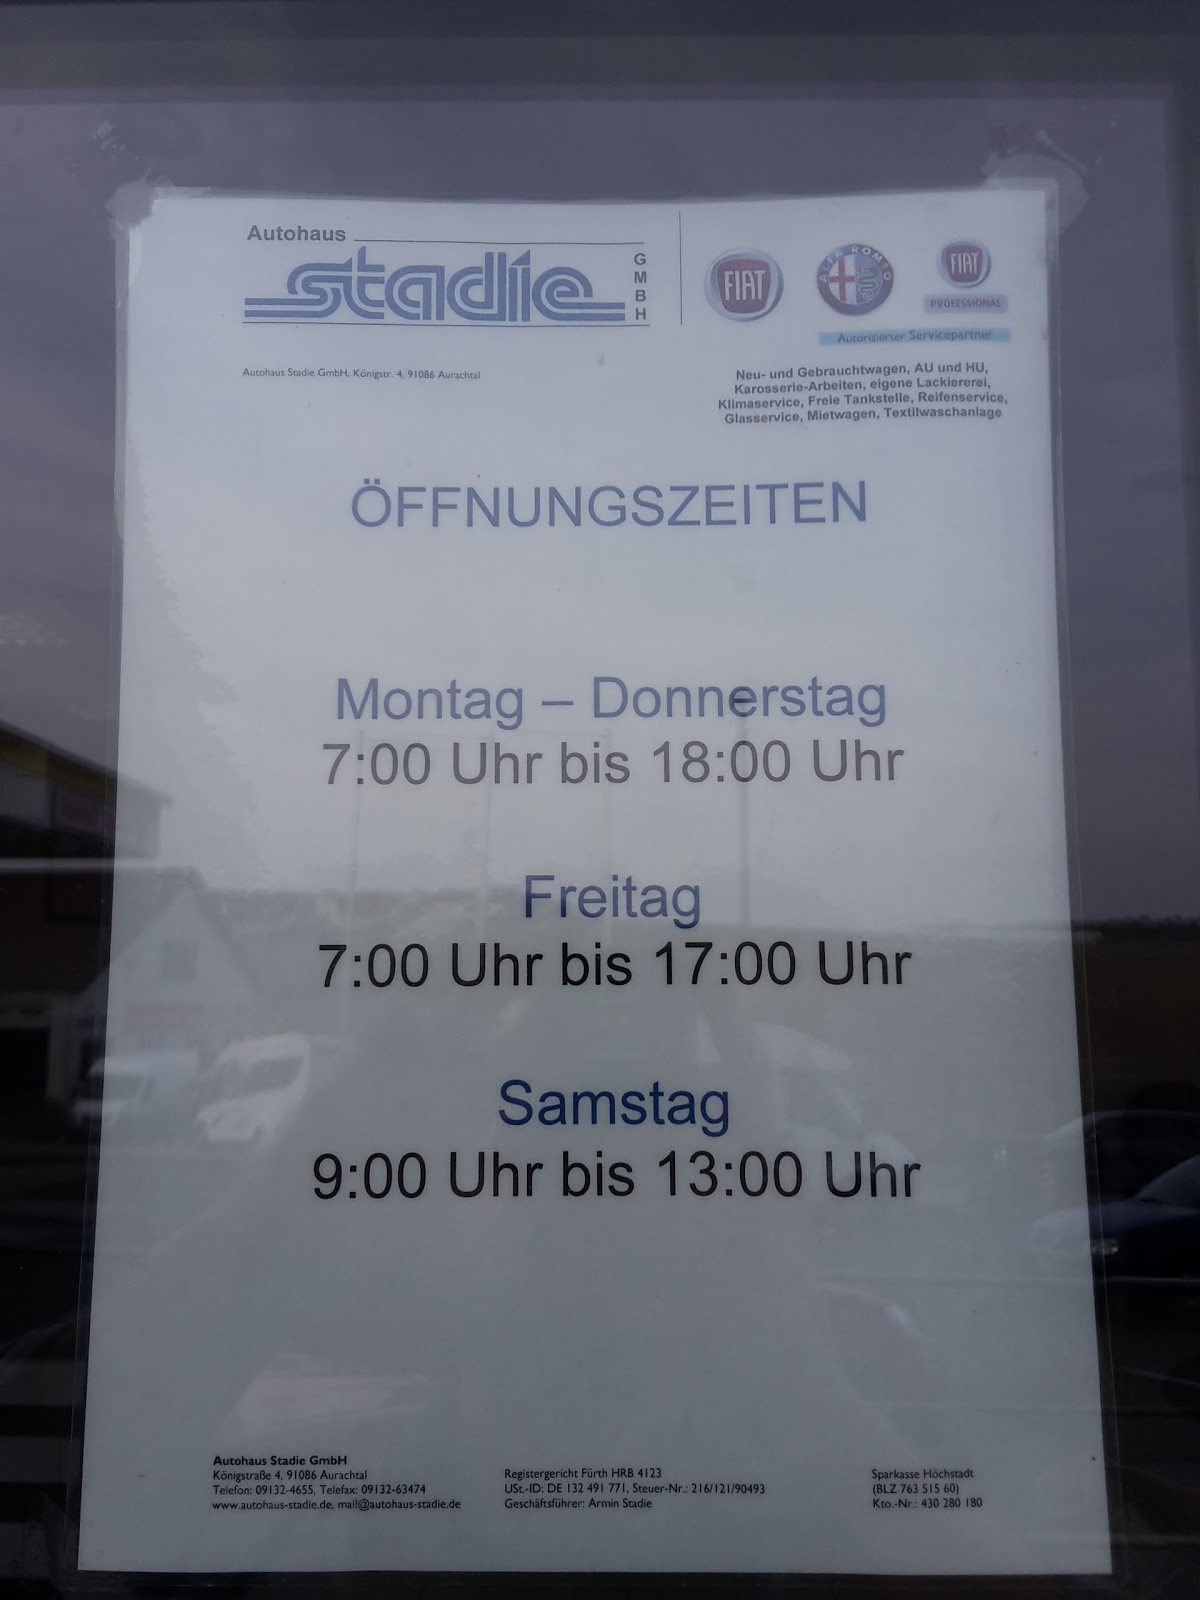 Autohaus
stadie
GMBH
FIAT
ALFA ROMEO
FIAT
PROFESSIONAL
Autorisierter Servicepartner
Autohaus Stadie GmbH, Königstr. 4, 91086 Aurachtal
Neu- und Gebrauchtwagen, AU und HU,
Karosserie-Arbeiten, eigene Lackiererei,
Klimaservice, Freie Tankstelle, Reifenservice,
Glasservice, Mietwagen, Textilwaschanlage
ÖFFNUNGSZEITEN
Montag – Donnerstag
7:00 Uhr bis 18:00 Uhr
Freitag
7:00 Uhr bis 17:00 Uhr
Samstag
9:00 Uhr bis 13:00 Uhr
Autohaus Stadie GmbH
Königstraße 4, 91086 Aurachtal
Telefon: 09132-4655, Telefax: 09132-63474
www.autohaus-stadie.de, mail@autohaus-stadie.de
Registergericht Fürth HRB 4123
USt.-ID: DE 132 491 771, Steuer-Nr.: 216/121/90493
Geschäftsführer: Armin Stadie
Sparkasse Höchstadt
(BLZ 763 515 60)
Kto.-Nr.: 430 280 180